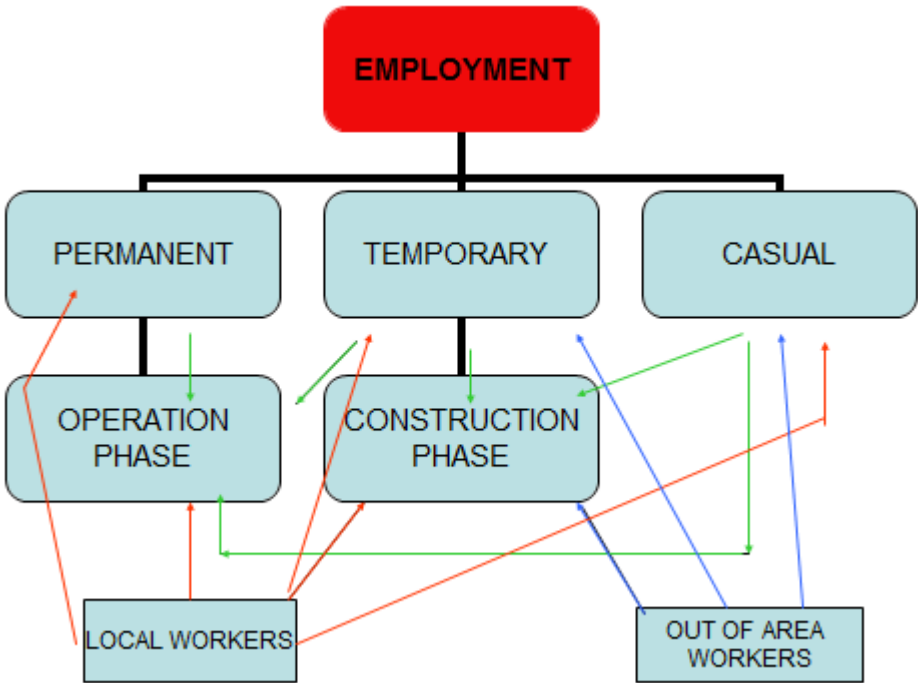 EMPLOYMENT
PERMANENT
TEMPORARY
CASUAL
OPERATION
PHASE
CONSTRUCTION
PHASE
LOCAL WORKERS
OUT OF AREA
WORKERS